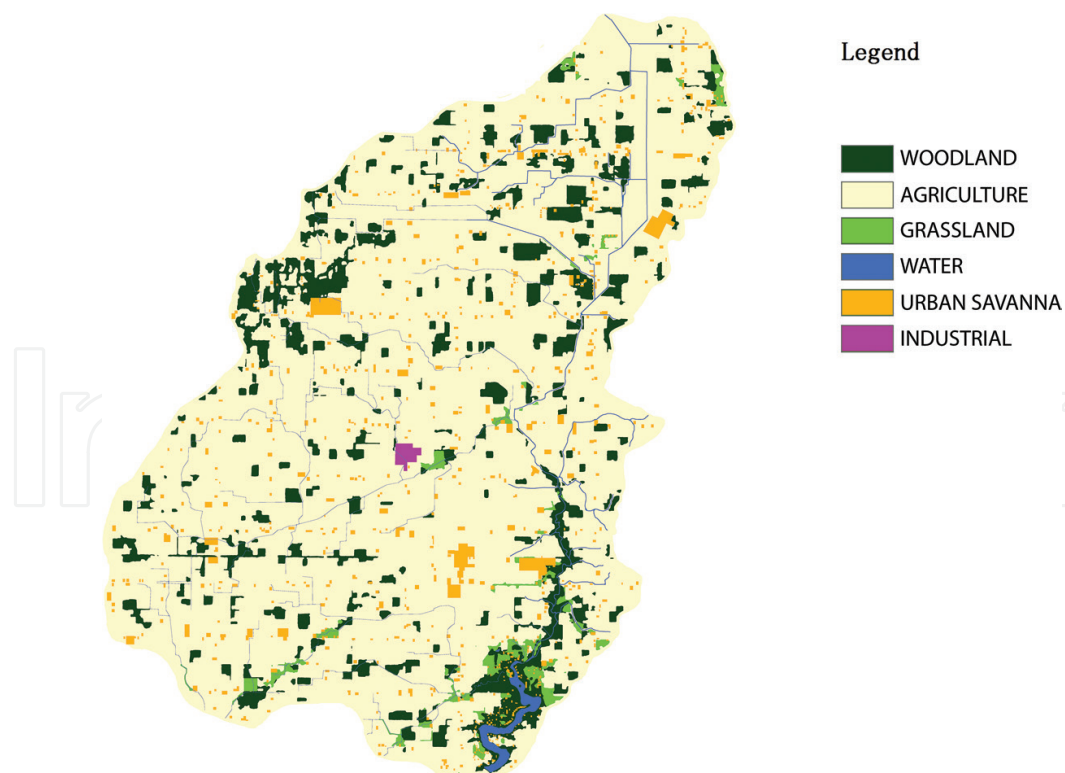 Legend
WOODLAND
AGRICULTURE
GRASSLAND
WATER
URBAN SAVANNA
INDUSTRIAL